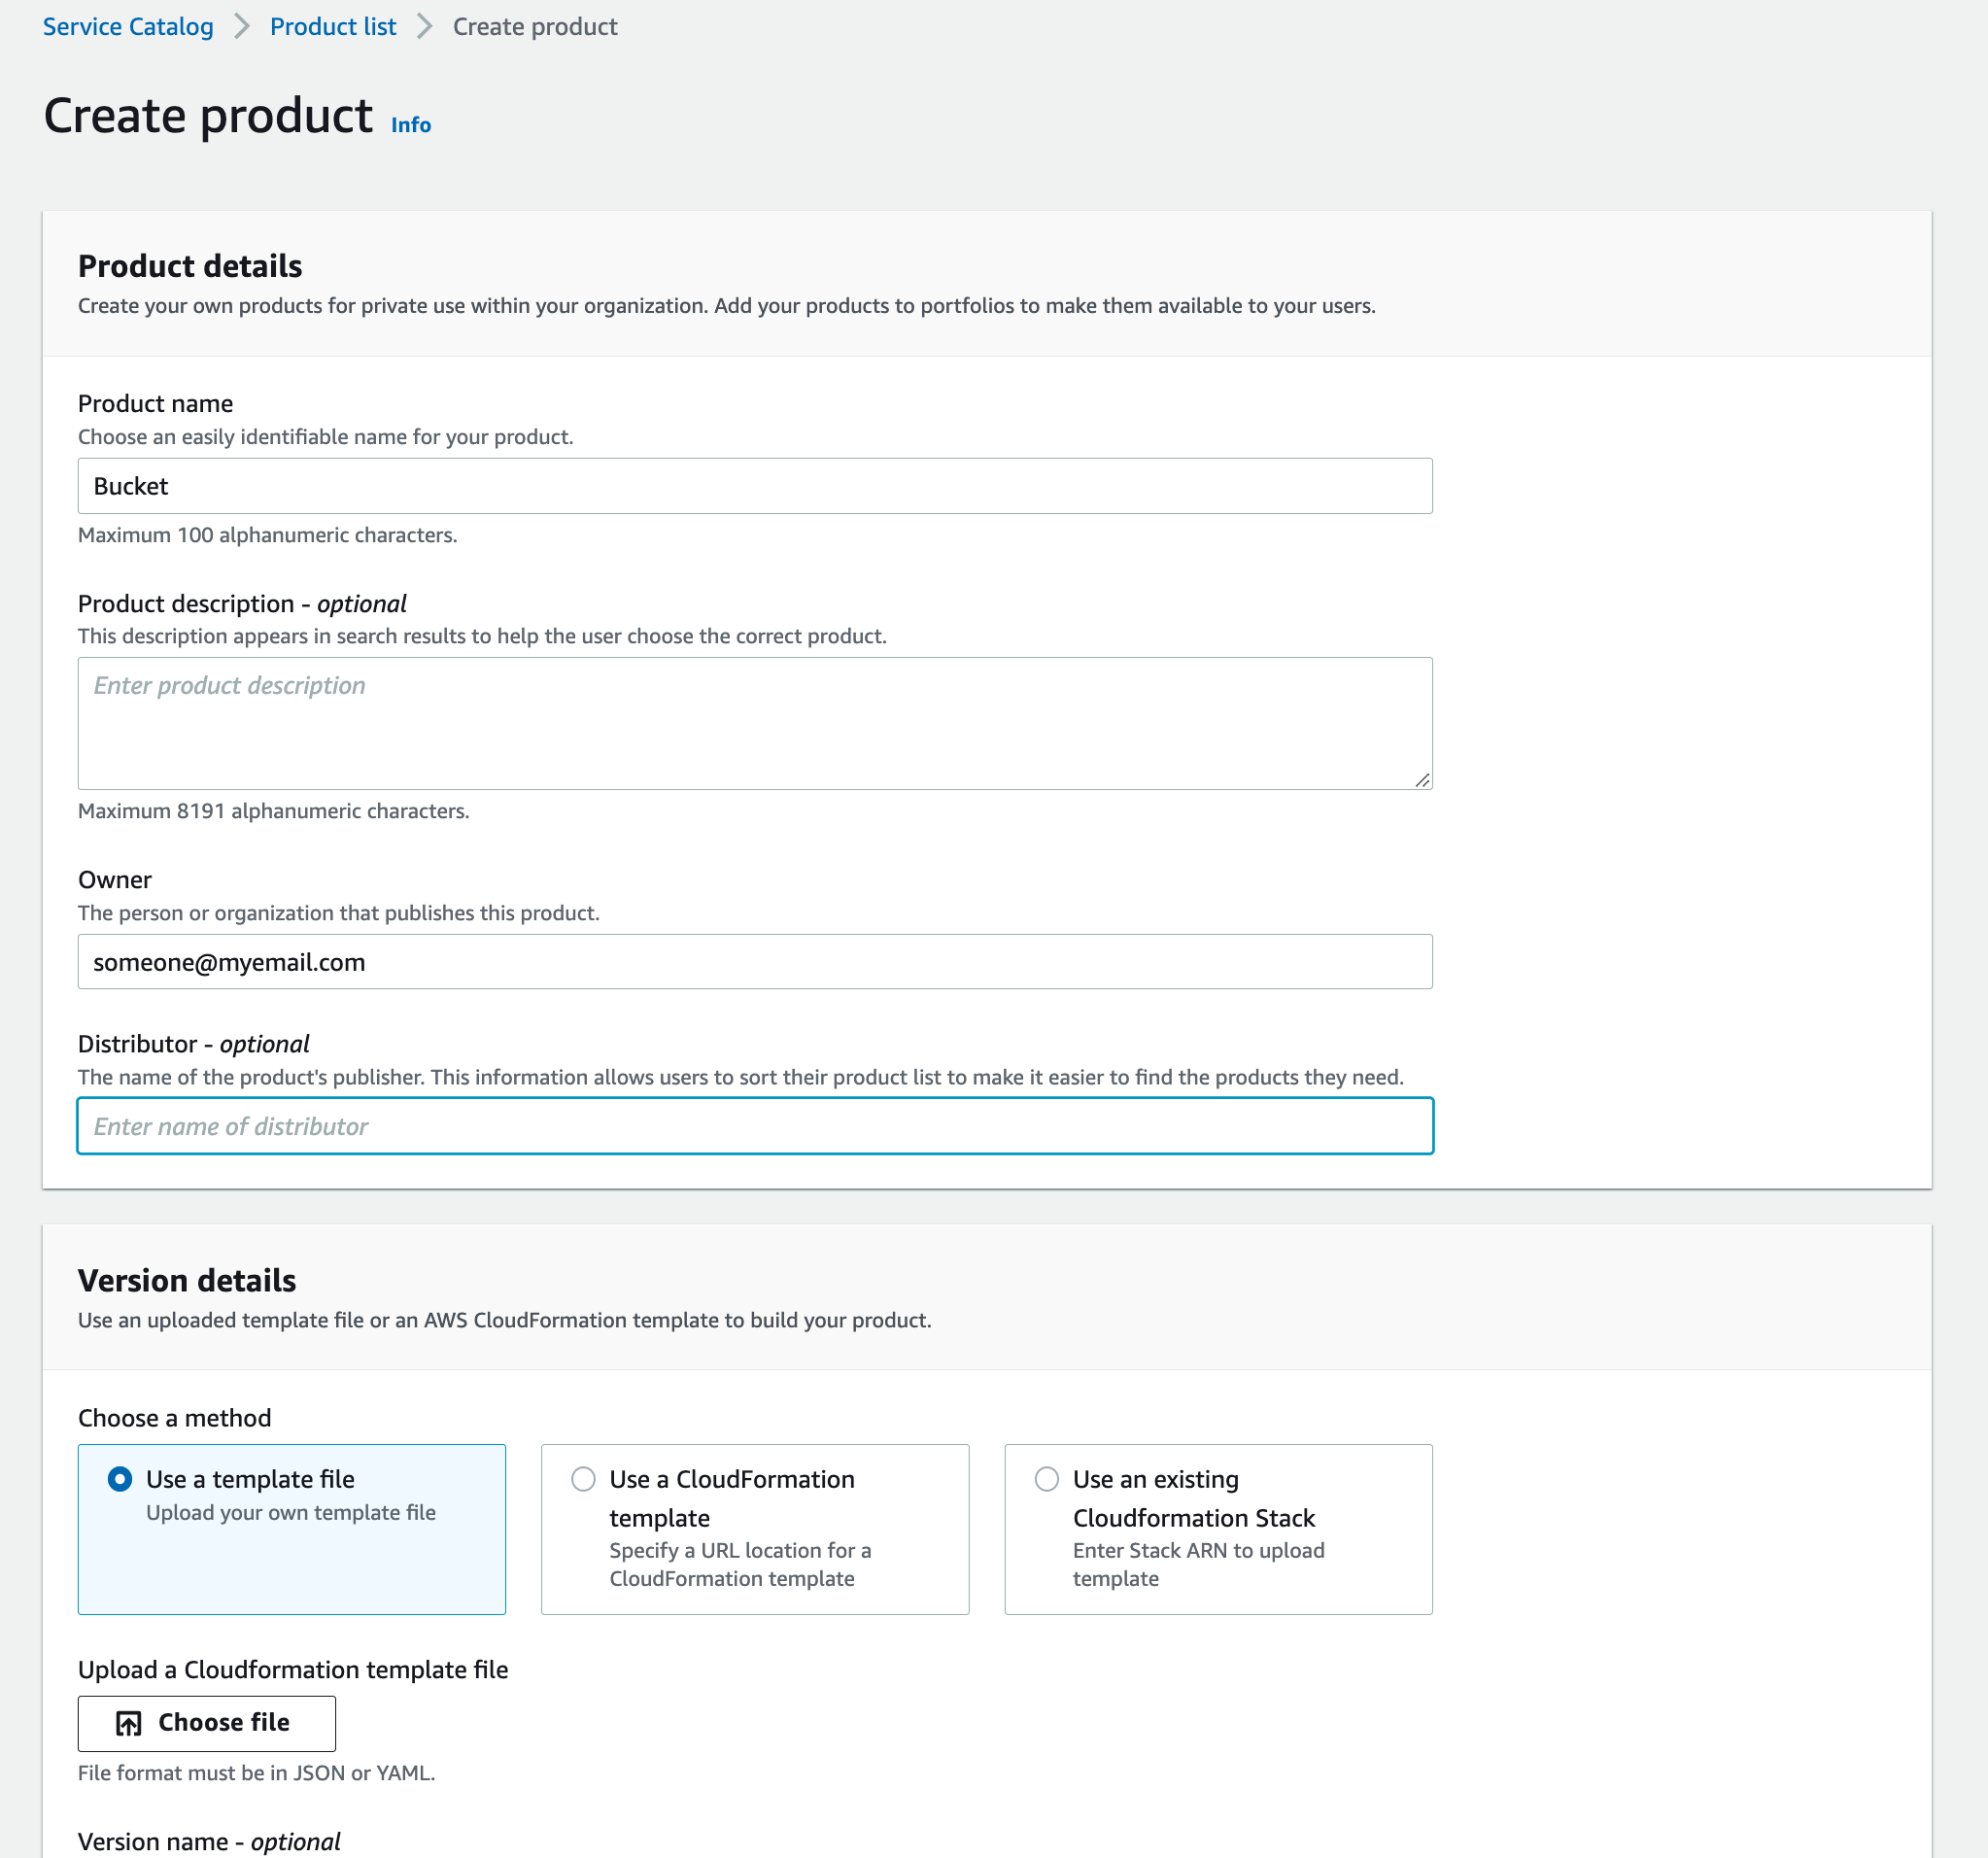 Service Catalog > Product list > Create product
Create product Info
Product details
Create your own products for private use within your organization. Add your products to portfolios to make them available to your users.
Product name
Choose an easily identifiable name for your product.
Bucket
Maximum 100 alphanumeric characters.
Product description - optional
This description appears in search results to help the user choose the correct product.
Enter product description
Maximum 8191 alphanumeric characters.
Owner
The person or organization that publishes this product.
someone@myemail.com
Distributor - optional
The name of the product's publisher. This information allows users to sort their product list to make it easier to find the products they need.
Enter name of distributor
Version details
Use an uploaded template file or an AWS CloudFormation template to build your product.
Choose a method
Use a template file
Upload your own template file
Use a CloudFormation
template
Specify a URL location for a
CloudFormation template
Use an existing
Cloudformation Stack
Enter Stack ARN to upload
template
Upload a Cloudformation template file
Choose file
File format must be in JSON or YAML.
Version name - optional